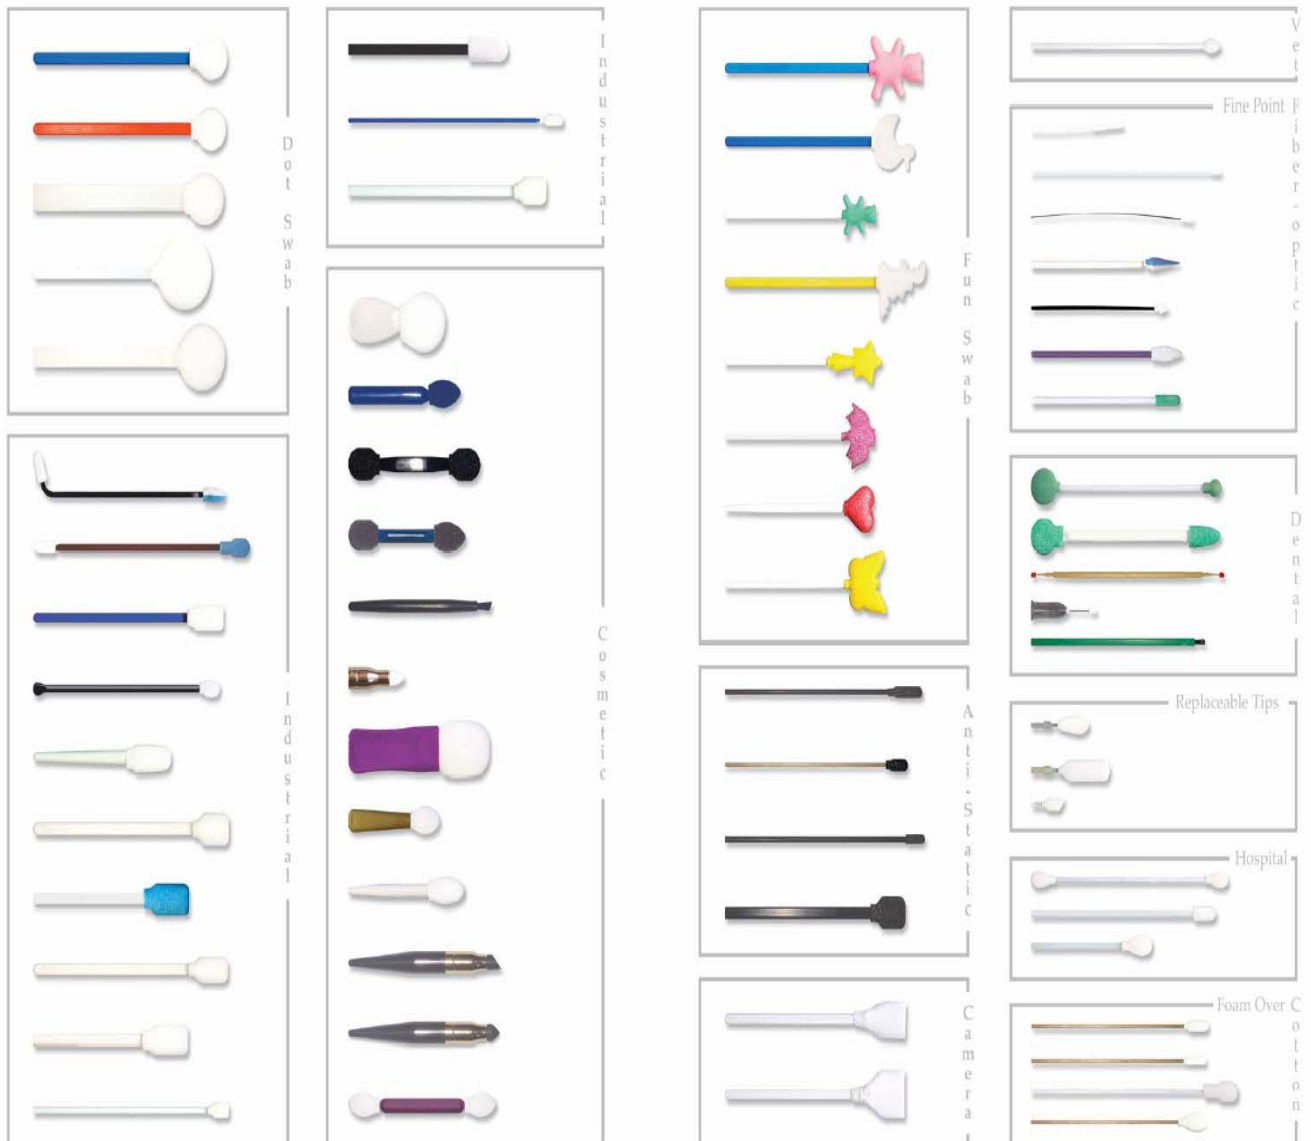 Dot Swab
Industrial
Industrial
Cosmetic
Fun Swab
Anti-Static
Camera
Vet
Fine Point
Fiber-optic
Dental
Replaceable Tips
Hospital
Foam Over
Cotton